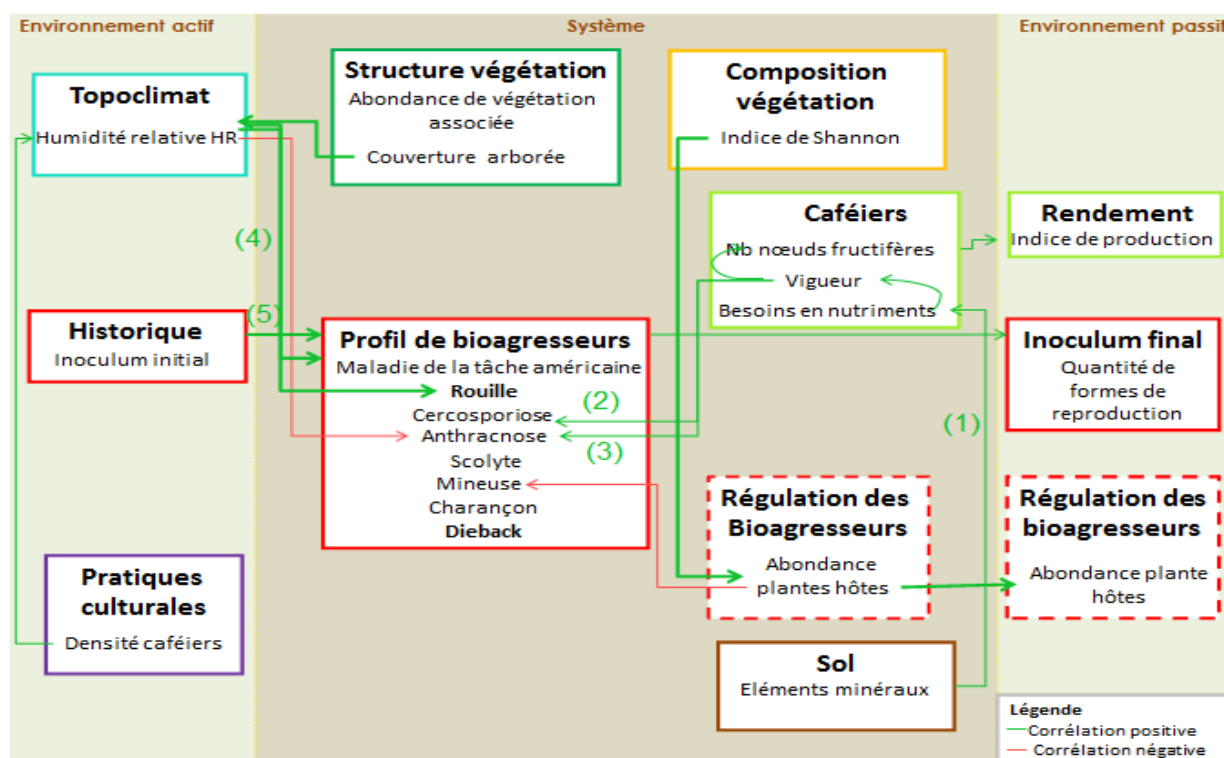 Environnement actif
Système
Environnement passif
Topoclimat
Humidité relative HR
Structure végétation
Abondance de végétation
associée
Couverture arborée
Composition
végétation
Indice de Shannon
Caféiers
Nb nœuds fructifères
Vigueur
Besoins en nutriments
Rendement
Indice de production
(4)
(5)
Historique
Inoculum initial
Profil de bioagresseurs
Maladie de la tâche américaine
Rouille
Cercosporiose
Anthracnose
Scolyte
Mineuse
Charançon
Dieback
(2)
(3)
(1)
Inoculum final
Quantité de
formes de
reproduction
Régulation des
Bioagresseurs
Abondance
plantes hôtes
Régulation des
bioagresseurs
Abondance plante
hôtes
Pratiques
culturales
Densité caféiers
Sol
Eléments minéraux
Légende
Corrélation positive
Corrélation négative